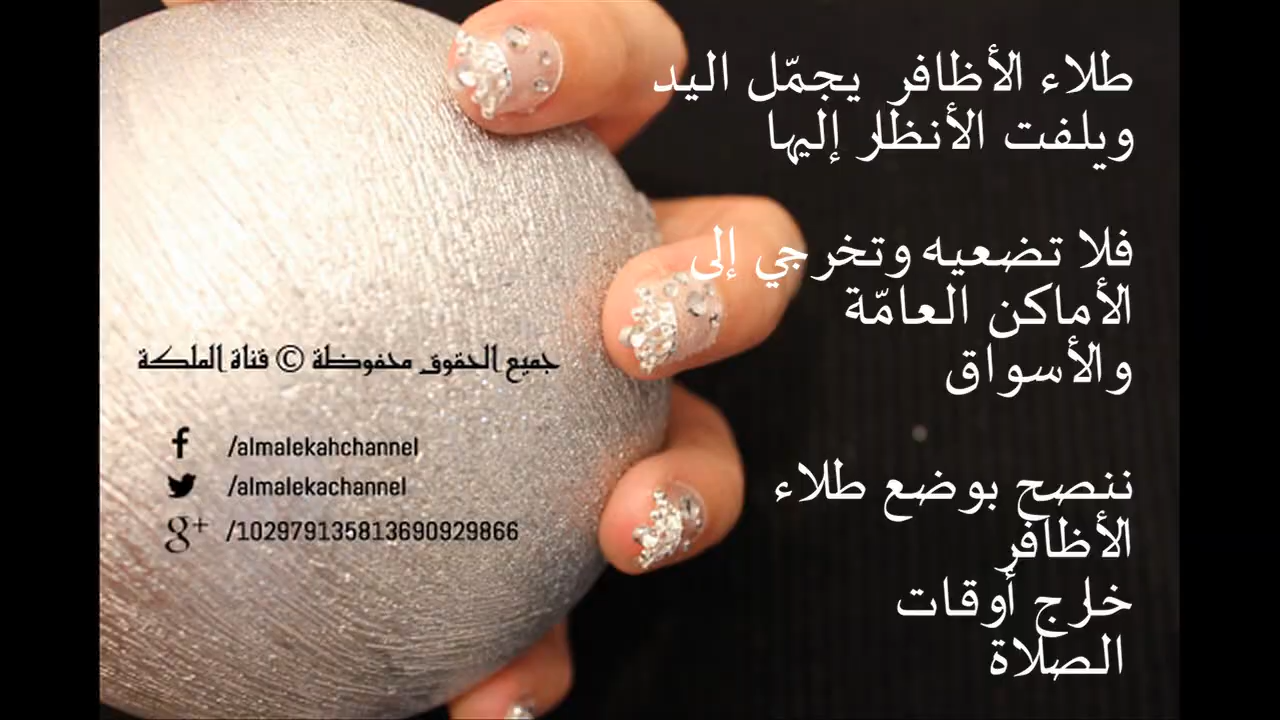 طلاء الأظافر يجمّل اليد
ويلفت الأنظار إليها
فلا تضعيه وتخرجي إلى
الأماكن العامّة
والأسواق
ننصح بوضع طلاء
الأظافر
خارج أوقات
الصلاة
جميع الحقوق محفوظة © قناة الملكة
f /almalekahchannel
/almalekachannel
g+ /102979135813690929866